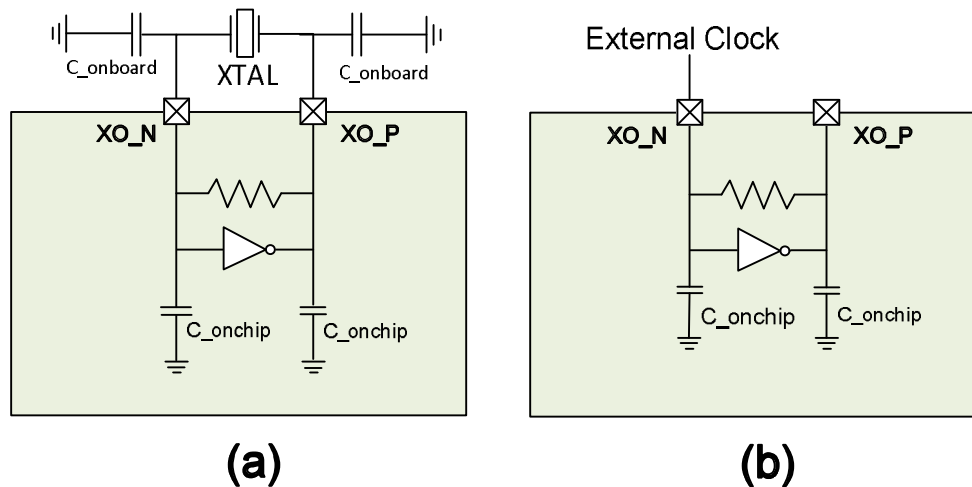 C_onboard
XTAL
C_onboard
XO_N
XO_P
C_onchip
C_onchip
(a)
External Clock
XO_N
XO_P
C_onchip
C_onchip
(b)